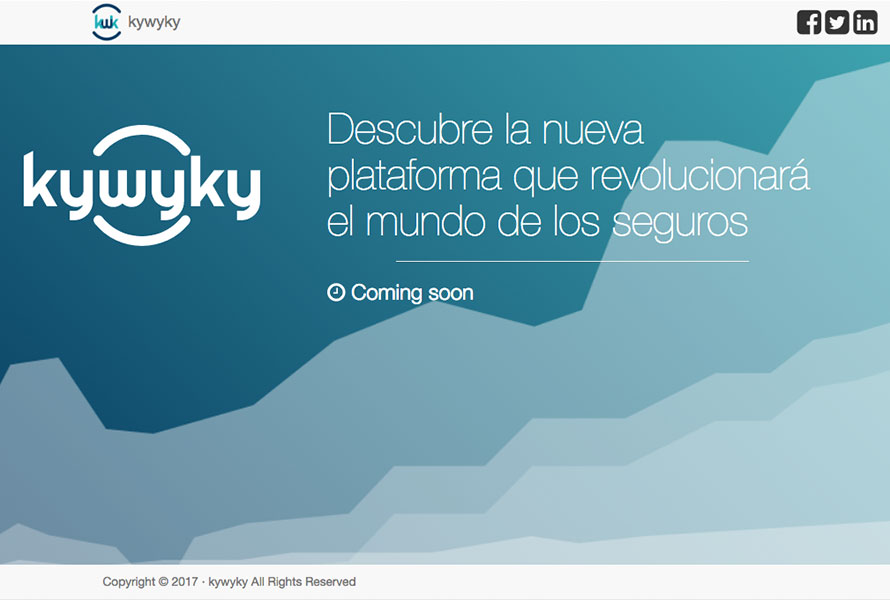 kwk kywyky
kywyky
Descubre la nueva
plataforma que revolucionará
el mundo de los seguros
Coming soon
Copyright © 2017 · kywyky All Rights Reserved